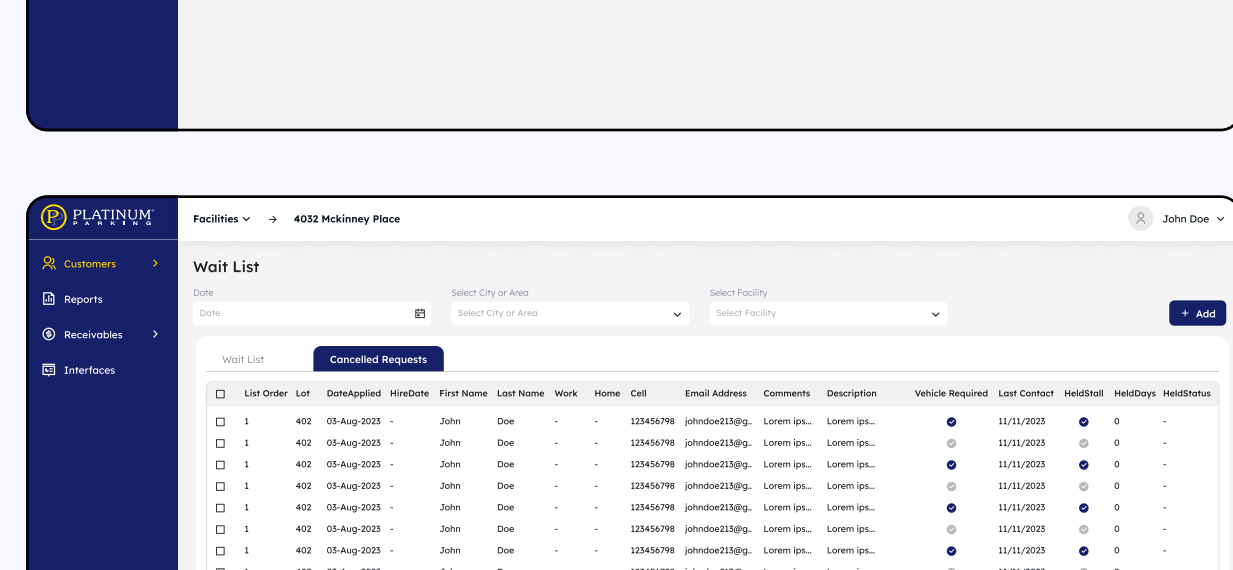 PLATINUM
PARKING
Facilities → 4032 Mckinney Place
John Doe
Customers
Reports
Receivables
Interfaces
Wait List
Date Select City or Area Select Facility
Date Select City or Area Select Facility
+ Add
Wait List Cancelled Requests
List Order Lot DateApplied HireDate First Name Last Name Work Home Cell Email Address Comments Description Vehicle Required Last Contact HeldStall HeldDays HeldStatus
1 402 03-Aug-2023 - John Doe - - 123456798 johndoe213@g.. Lorem ips... Lorem ips... 11/11/2023 0 -
1 402 03-Aug-2023 - John Doe - - 123456798 johndoe213@g.. Lorem ips... Lorem ips... 11/11/2023 0 -
1 402 03-Aug-2023 - John Doe - - 123456798 johndoe213@g.. Lorem ips... Lorem ips... 11/11/2023 0 -
1 402 03-Aug-2023 - John Doe - - 123456798 johndoe213@g.. Lorem ips... Lorem ips... 11/11/2023 0 -
1 402 03-Aug-2023 - John Doe - - 123456798 johndoe213@g.. Lorem ips... Lorem ips... 11/11/2023 0 -
1 402 03-Aug-2023 - John Doe - - 123456798 johndoe213@g.. Lorem ips... Lorem ips... 11/11/2023 0 -
1 402 03-Aug-2023 - John Doe - - 123456798 johndoe213@g.. Lorem ips... Lorem ips... 11/11/2023 0 -